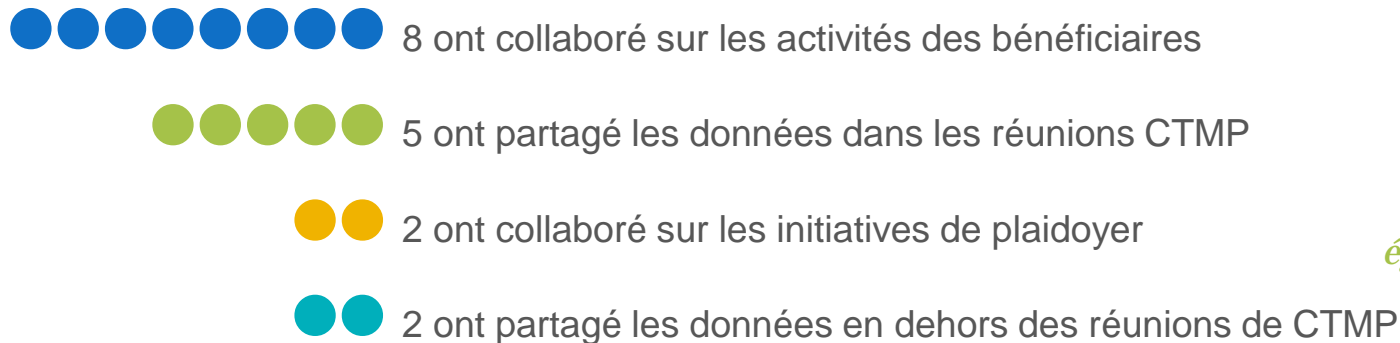 8 ont collaboré sur les activités des bénéficiaires
5 ont partagé les données dans les réunions CTMP
2 ont collaboré sur les initiatives de plaidoyer
2 ont partagé les données en dehors des réunions de CTMP